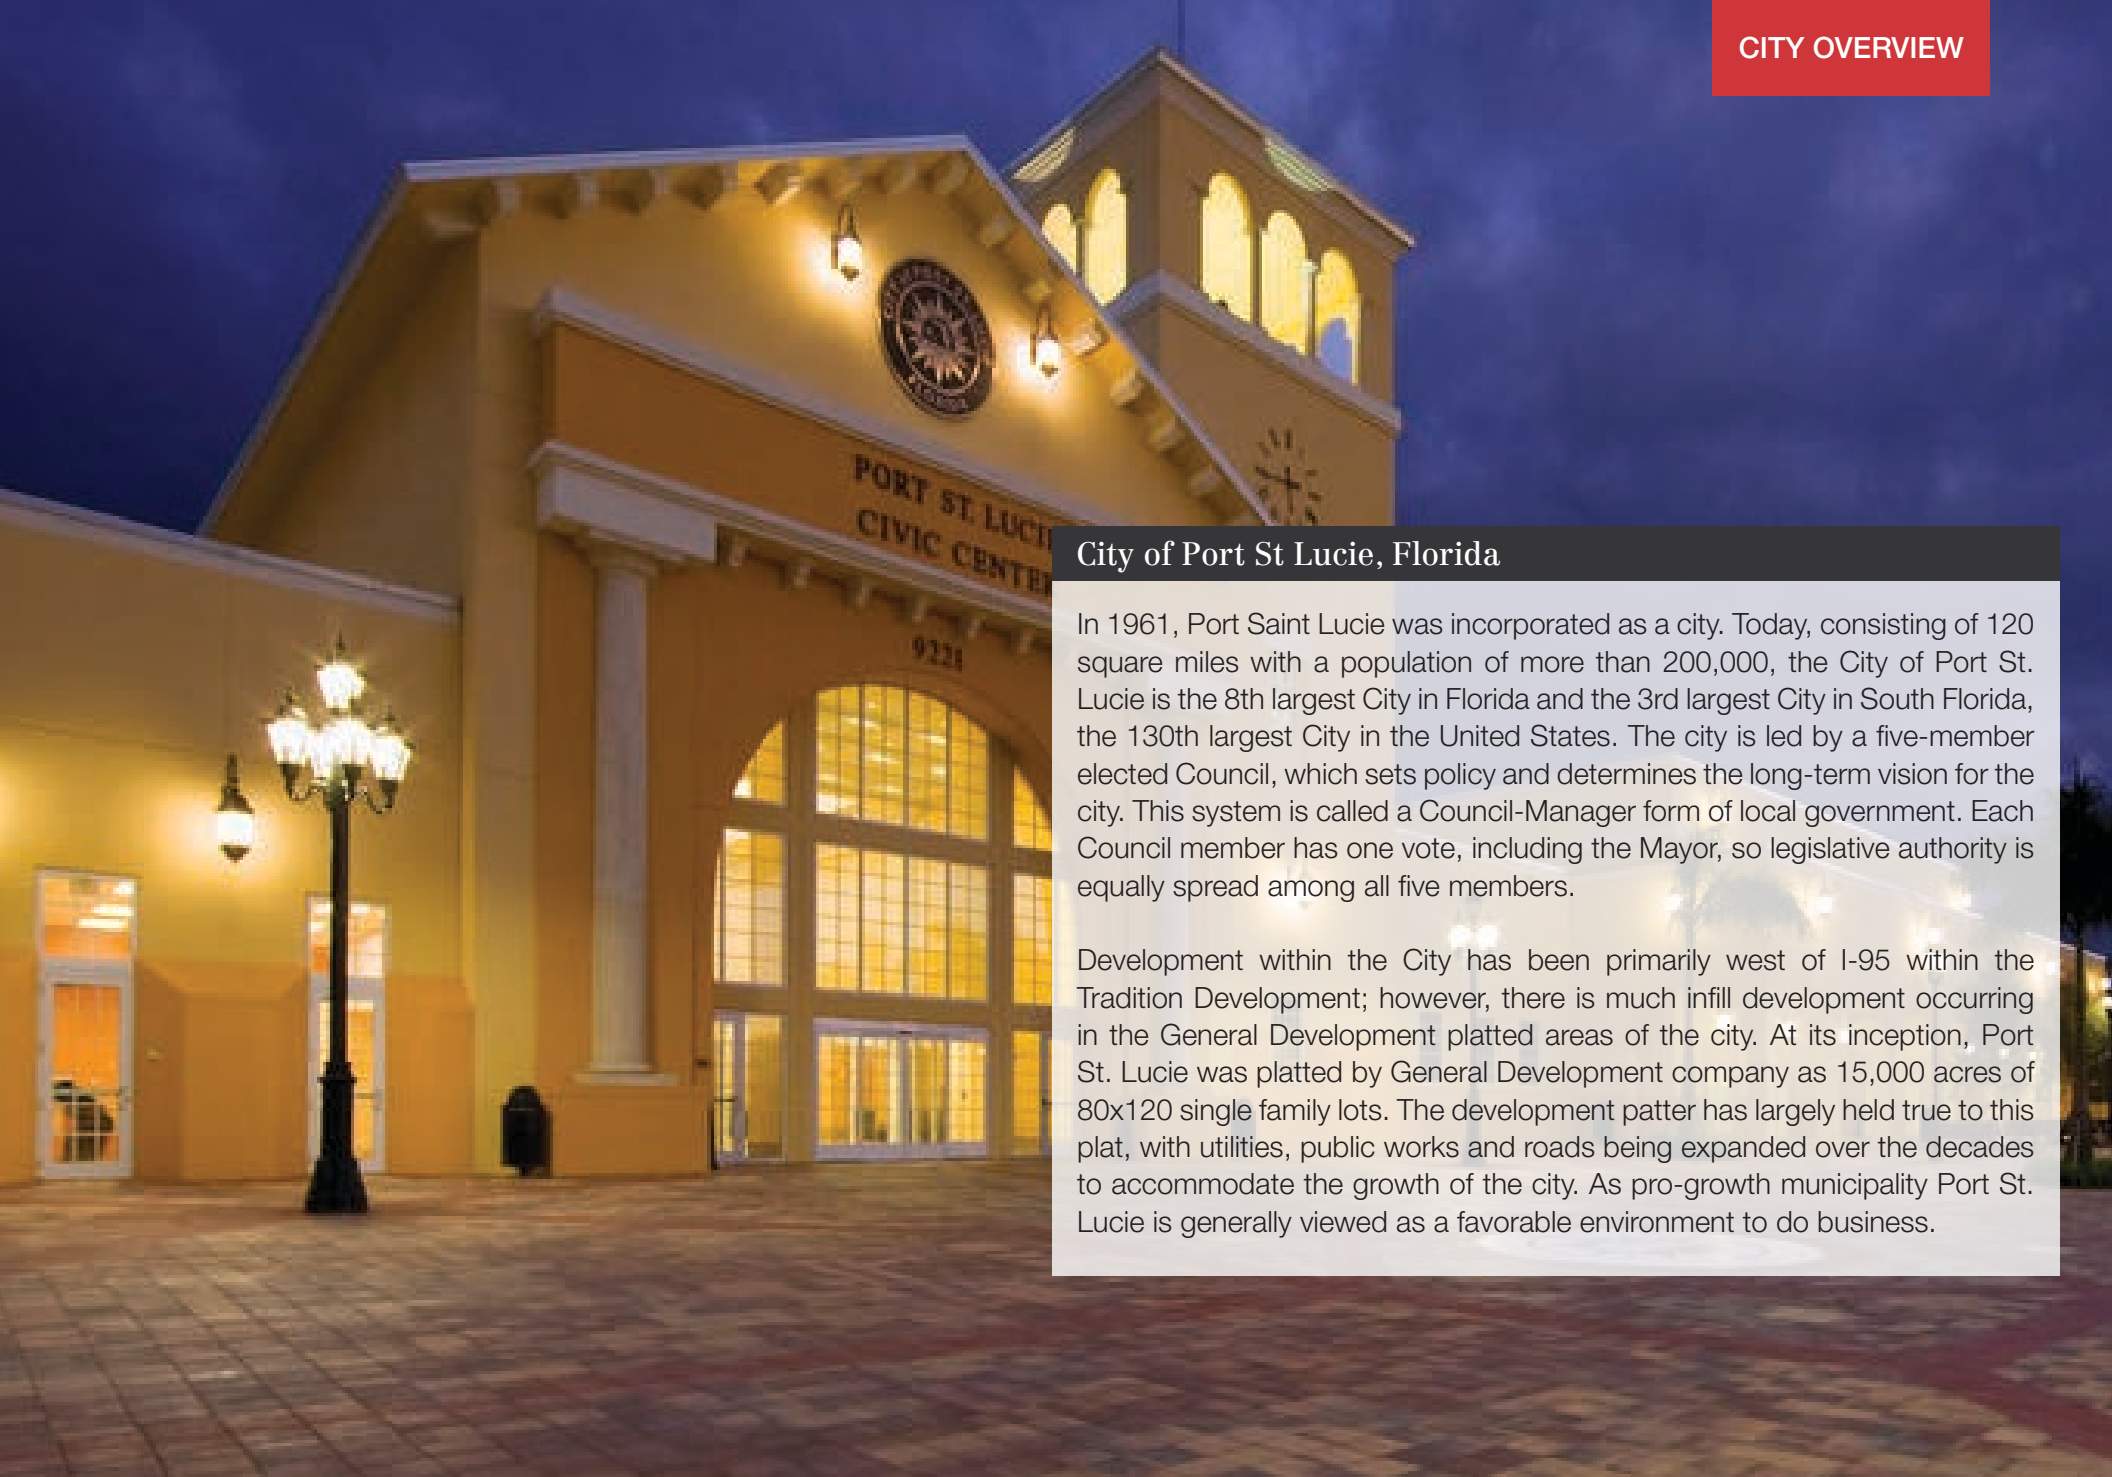 CITY OVERVIEW
PORT ST. LUCIE
CIVIC CENTER
9221
City of Port St Lucie, Florida
In 1961, Port Saint Lucie was incorporated as a city. Today, consisting of 120
square miles with a population of more than 200,000, the City of Port St.
Lucie is the 8th largest City in Florida and the 3rd largest City in South Florida,
the 130th largest City in the United States. The city is led by a five-member
elected Council, which sets policy and determines the long-term vision for the
city. This system is called a Council-Manager form of local government. Each
Council member has one vote, including the Mayor, so legislative authority is
equally spread among all five members.
Development within the City has been primarily west of I-95 within the
Tradition Development; however, there is much infill development occurring
in the General Development platted areas of the city. At its inception, Port
St. Lucie was platted by General Development company as 15,000 acres of
80x120 single family lots. The development patter has largely held true to this
plat, with utilities, public works and roads being expanded over the decades
to accommodate the growth of the city. As pro-growth municipality Port St.
Lucie is generally viewed as a favorable environment to do business.